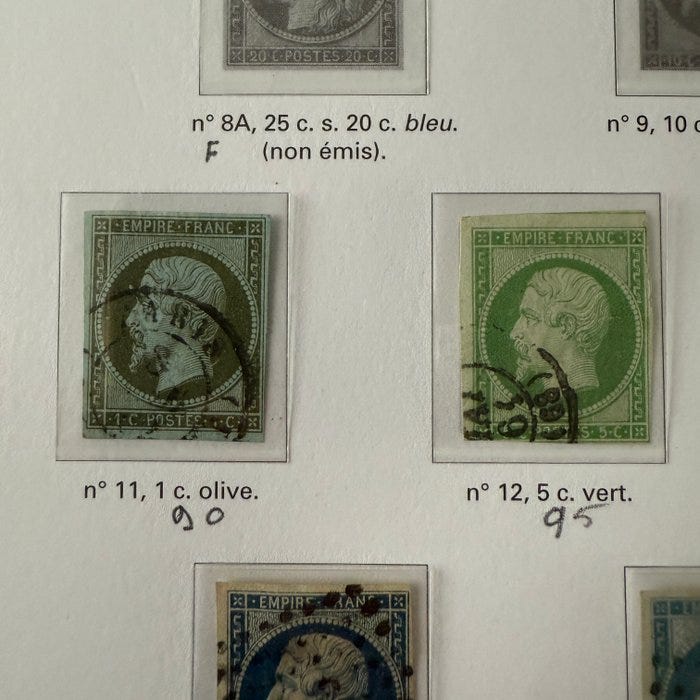 20 C POSTES 20 C
10 C
n° 8A, 25 c. s. 20 c. bleu.
F (non émis).
n° 9, 10 c
EMPIRE · FRANC ·
EMPIRE · FRANC ·
1 · C · POSTES · C ·
S · 5 · C ·
n° 11, 1 c. olive.
90
n° 12, 5 c. vert.
95
EMPIRE · FRANC ·